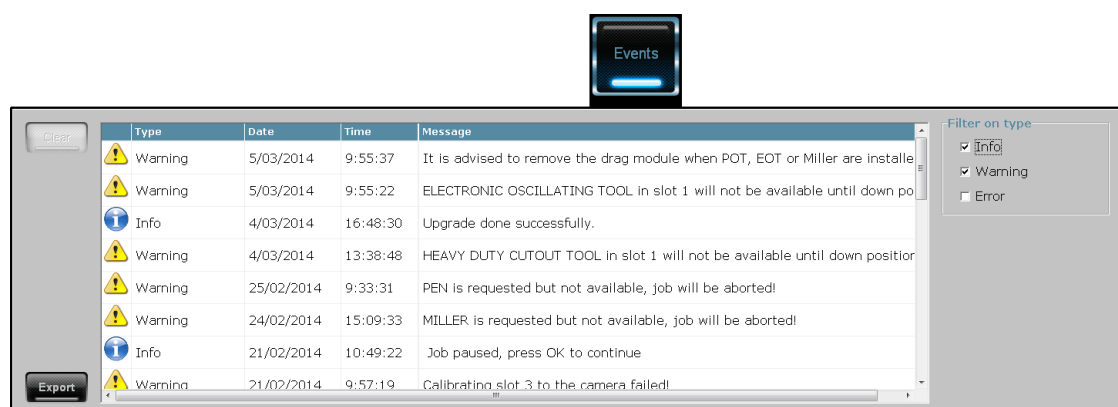 Events
Clear
Type Date Time Message
Warning 5/03/2014 9:55:37 It is advised to remove the drag module when POT, EOT or Miller are installe
Warning 5/03/2014 9:55:22 ELECTRONIC OSCILLATING TOOL in slot 1 will not be available until down po
Info 4/03/2014 16:48:30 Upgrade done successfully.
Warning 4/03/2014 13:38:48 HEAVY DUTY CUTOUT TOOL in slot 1 will not be available until down position
Warning 25/02/2014 9:33:31 PEN is requested but not available, job will be aborted!
Warning 24/02/2014 15:09:33 MILLER is requested but not available, job will be aborted!
Info 21/02/2014 10:49:22 Job paused, press OK to continue
Warning 21/02/2014 9:57:19 Calibrating slot 3 to the camera failed!
Export
Filter on type
Info
Warning
Error